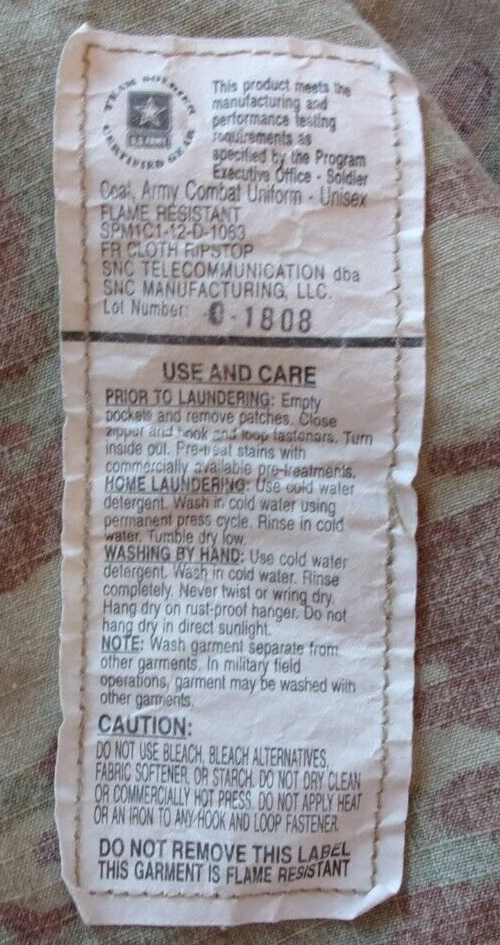 TEAM SOLDIER
CERTIFIED GEAR
U.S. ARMY
This product meets the
manufacturing and
performance testing
requirements as
specified by the Program
Executive Office - Soldier
Coat, Army Combat Uniform - Unisex
FLAME RESISTANT
SPM1C1-12-D-1063
FR CLOTH RIPSTOP
SNC TELECOMMUNICATION dba
SNC MANUFACTURING, LLC.
Lot Number: 0-1808
USE AND CARE
PRIOR TO LAUNDERING: Empty
pockets and remove patches. Close
zipper and hook and loop fasteners. Turn
inside out. Pre-treat stains with
commercially available pre-treatments.
HOME LAUNDERING: Use cold water
detergent. Wash in cold water using
permanent press cycle. Rinse in cold
water. Tumble dry low.
WASHING BY HAND: Use cold water
detergent. Wash in cold water. Rinse
completely. Never twist or wring dry.
Hang dry on rust-proof hanger. Do not
hang dry in direct sunlight.
NOTE: Wash garment separate from
other garments. In military field
operations, garment may be washed with
other garments.
CAUTION:
DO NOT USE BLEACH, BLEACH ALTERNATIVES,
FABRIC SOFTENER, OR STARCH. DO NOT DRY CLEAN
OR COMMERCIALLY HOT PRESS. DO NOT APPLY HEAT
OR AN IRON TO ANY HOOK AND LOOP FASTENER.
DO NOT REMOVE THIS LABEL
THIS GARMENT IS FLAME RESISTANT